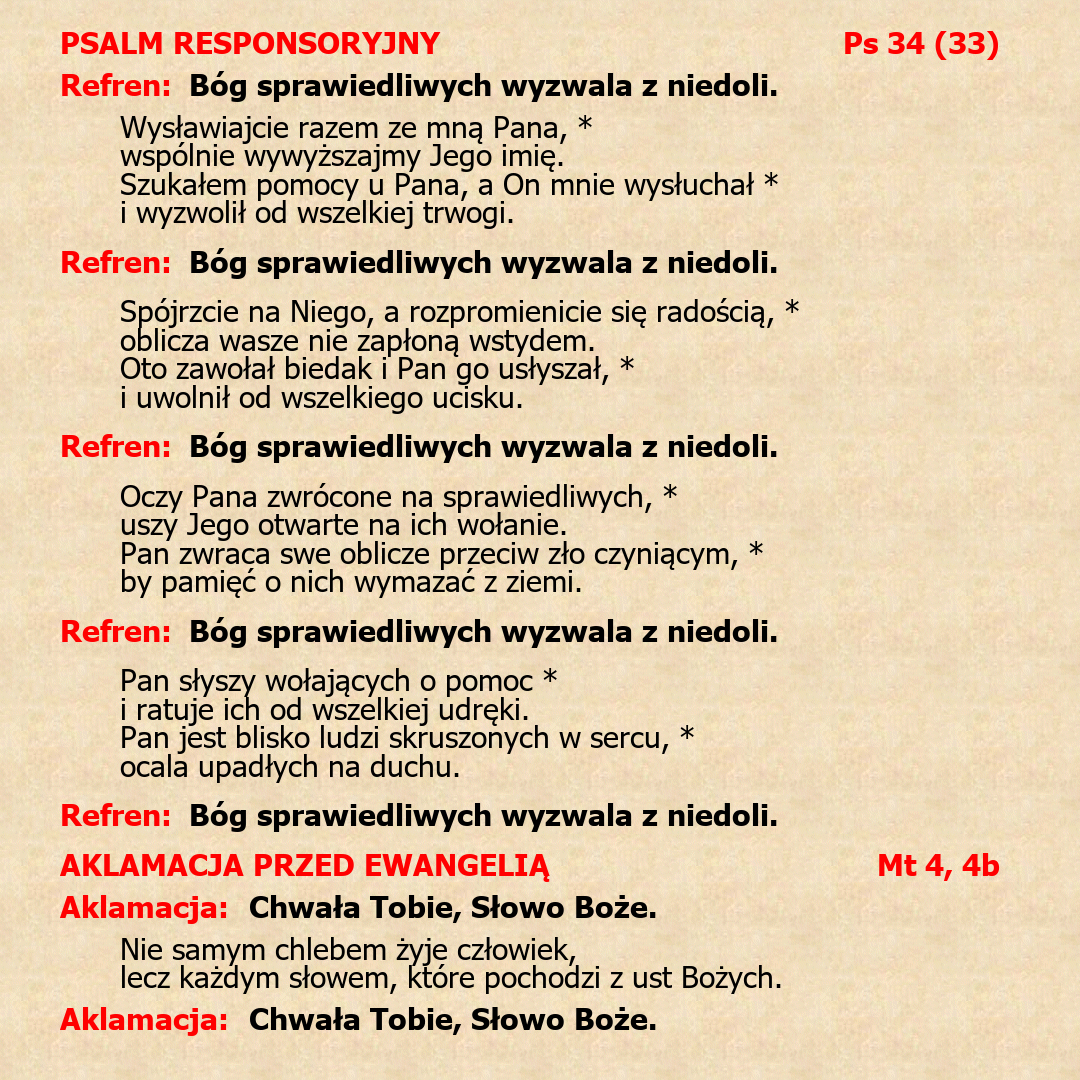 PSALM RESPONSORYJNY Ps 34 (33)
Refren: Bóg sprawiedliwych wyzwala z niedoli.
Wysławiajcie razem ze mną Pana, *
wspólnie wywyższajmy Jego imię.
Szukałem pomocy u Pana, a On mnie wysłuchał *
i wyzwolił od wszelkiej trwogi.
Refren: Bóg sprawiedliwych wyzwala z niedoli.
Spójrzcie na Niego, a rozpromienicie się radością, *
oblicza wasze nie zapłoną wstydem.
Oto zawołał biedak i Pan go usłyszał, *
i uwolnił od wszelkiego ucisku.
Refren: Bóg sprawiedliwych wyzwala z niedoli.
Oczy Pana zwrócone na sprawiedliwych, *
uszy Jego otwarte na ich wołanie.
Pan zwraca swe oblicze przeciw zło czyniącym, *
by pamięć o nich wymazać z ziemi.
Refren: Bóg sprawiedliwych wyzwala z niedoli.
Pan słyszy wołających o pomoc *
i ratuje ich od wszelkiej udręki.
Pan jest blisko ludzi skruszonych w sercu, *
ocala upadłych na duchu.
Refren: Bóg sprawiedliwych wyzwala z niedoli.
AKLAMACJA PRZED EWANGELIĄ Mt 4, 4b
Aklamacja: Chwała Tobie, Słowo Boże.
Nie samym chlebem żyje człowiek,
lecz każdym słowem, które pochodzi z ust Bożych.
Aklamacja: Chwała Tobie, Słowo Boże.